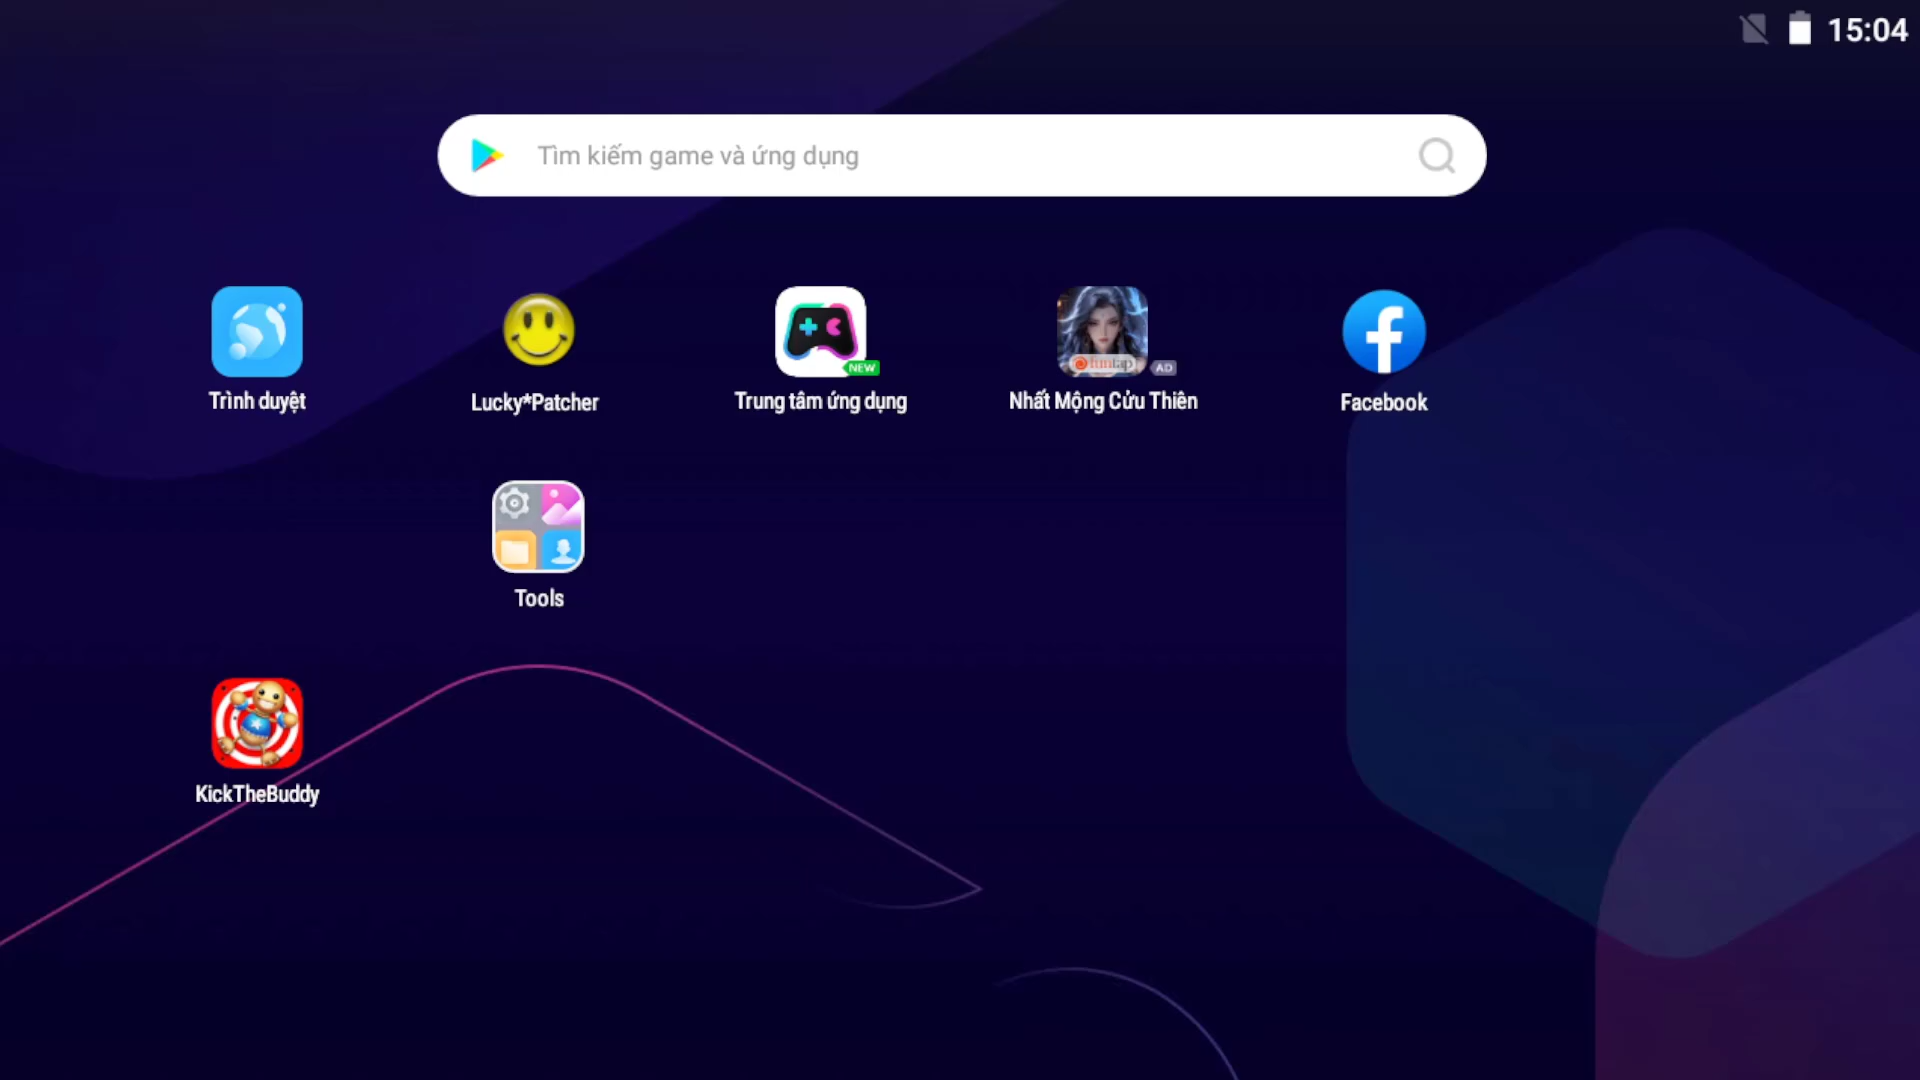 15:04
Tìm kiếm game và ứng dụng
NEW
funtap
AD
Trình duyệt
Lucky*Patcher
Trung tâm ứng dụng
Nhất Mộng Cửu Thiên
Facebook
Tools
KickTheBuddy